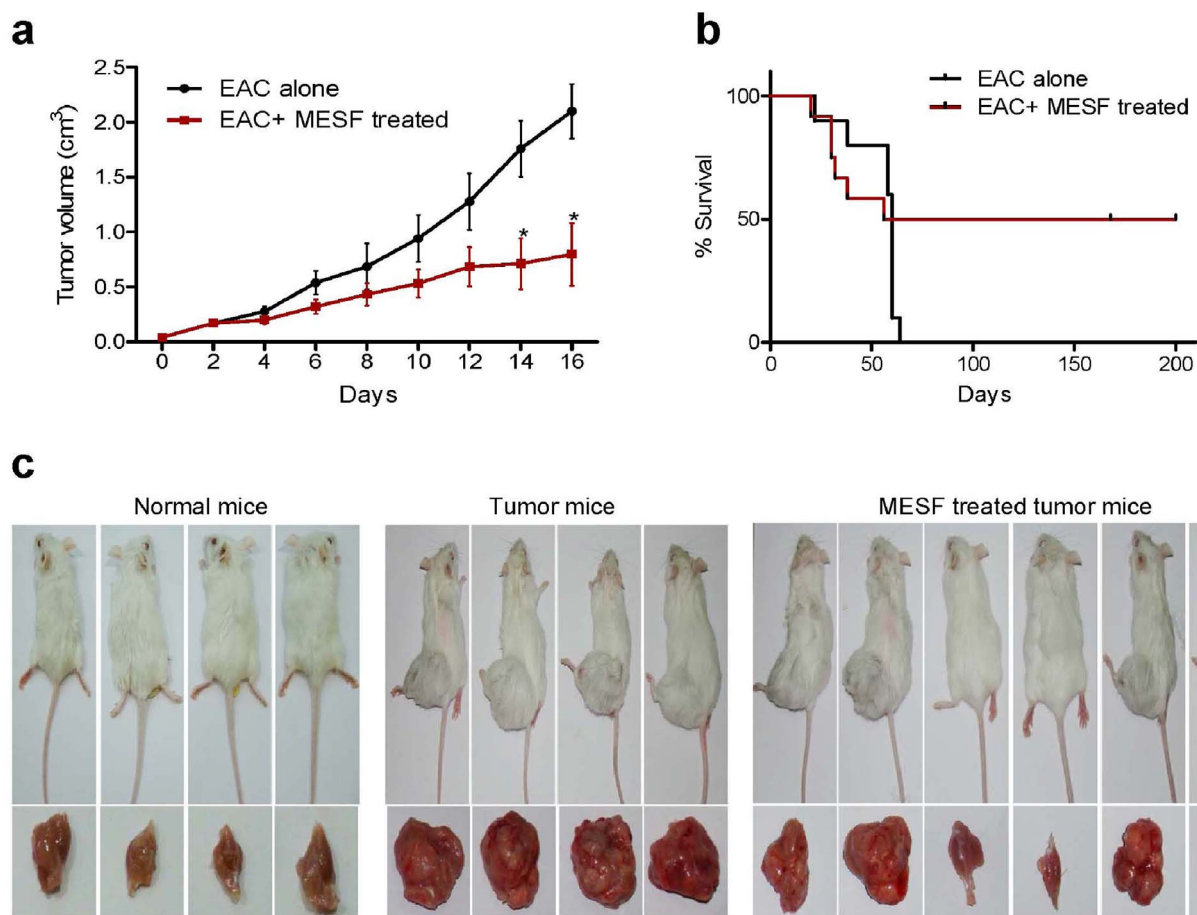 a
Tumor volume (cm³)
2.5
2.0
1.5
1.0
0.5
0.0
EAC alone
EAC+ MESF treated
*
*
0 2 4 6 8 10 12 14 16
Days
b
% Survival
100
50
0
EAC alone
EAC+ MESF treated
0 50 100 150 200
Days
c
Normal mice
Tumor mice
MESF treated tumor mice